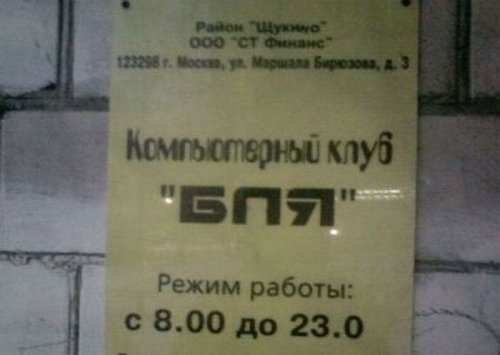 Район "Щукино"
ООО "СТ Финанс"
123298 г. Москва, ул. Маршала Бирюзова, д. 3
Компьютерный клуб
"БПЯ"
Режим работы:
с 8.00 до 23.0